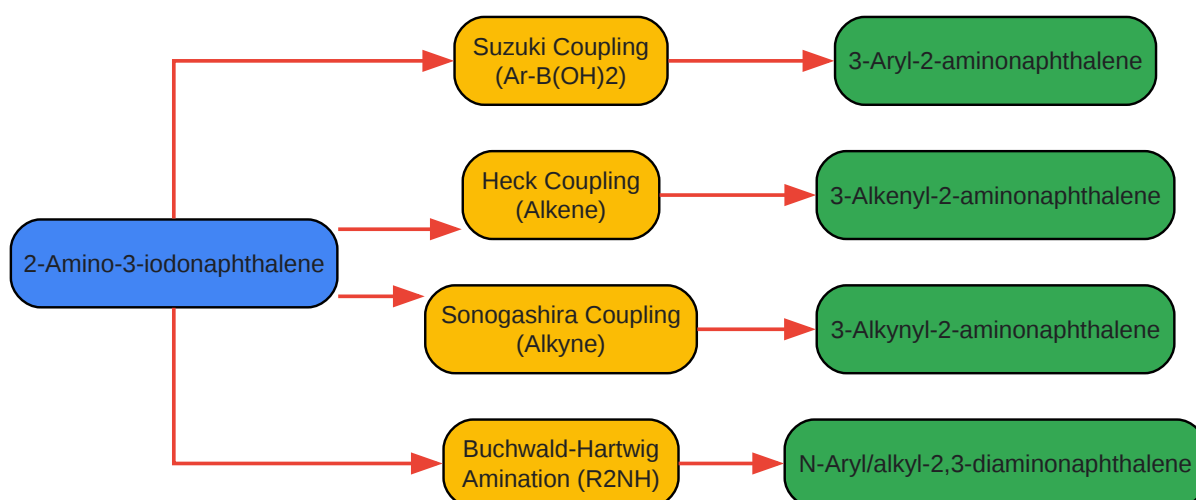 Suzuki Coupling
(Ar-B(OH)2)
3-Aryl-2-aminonaphthalene
Heck Coupling
(Alkene)
3-Alkenyl-2-aminonaphthalene
2-Amino-3-iodonaphthalene
Sonogashira Coupling
(Alkyne)
3-Alkynyl-2-aminonaphthalene
Buchwald-Hartwig
Amination (R2NH)
N-Aryl/alkyl-2,3-diaminonaphthalene